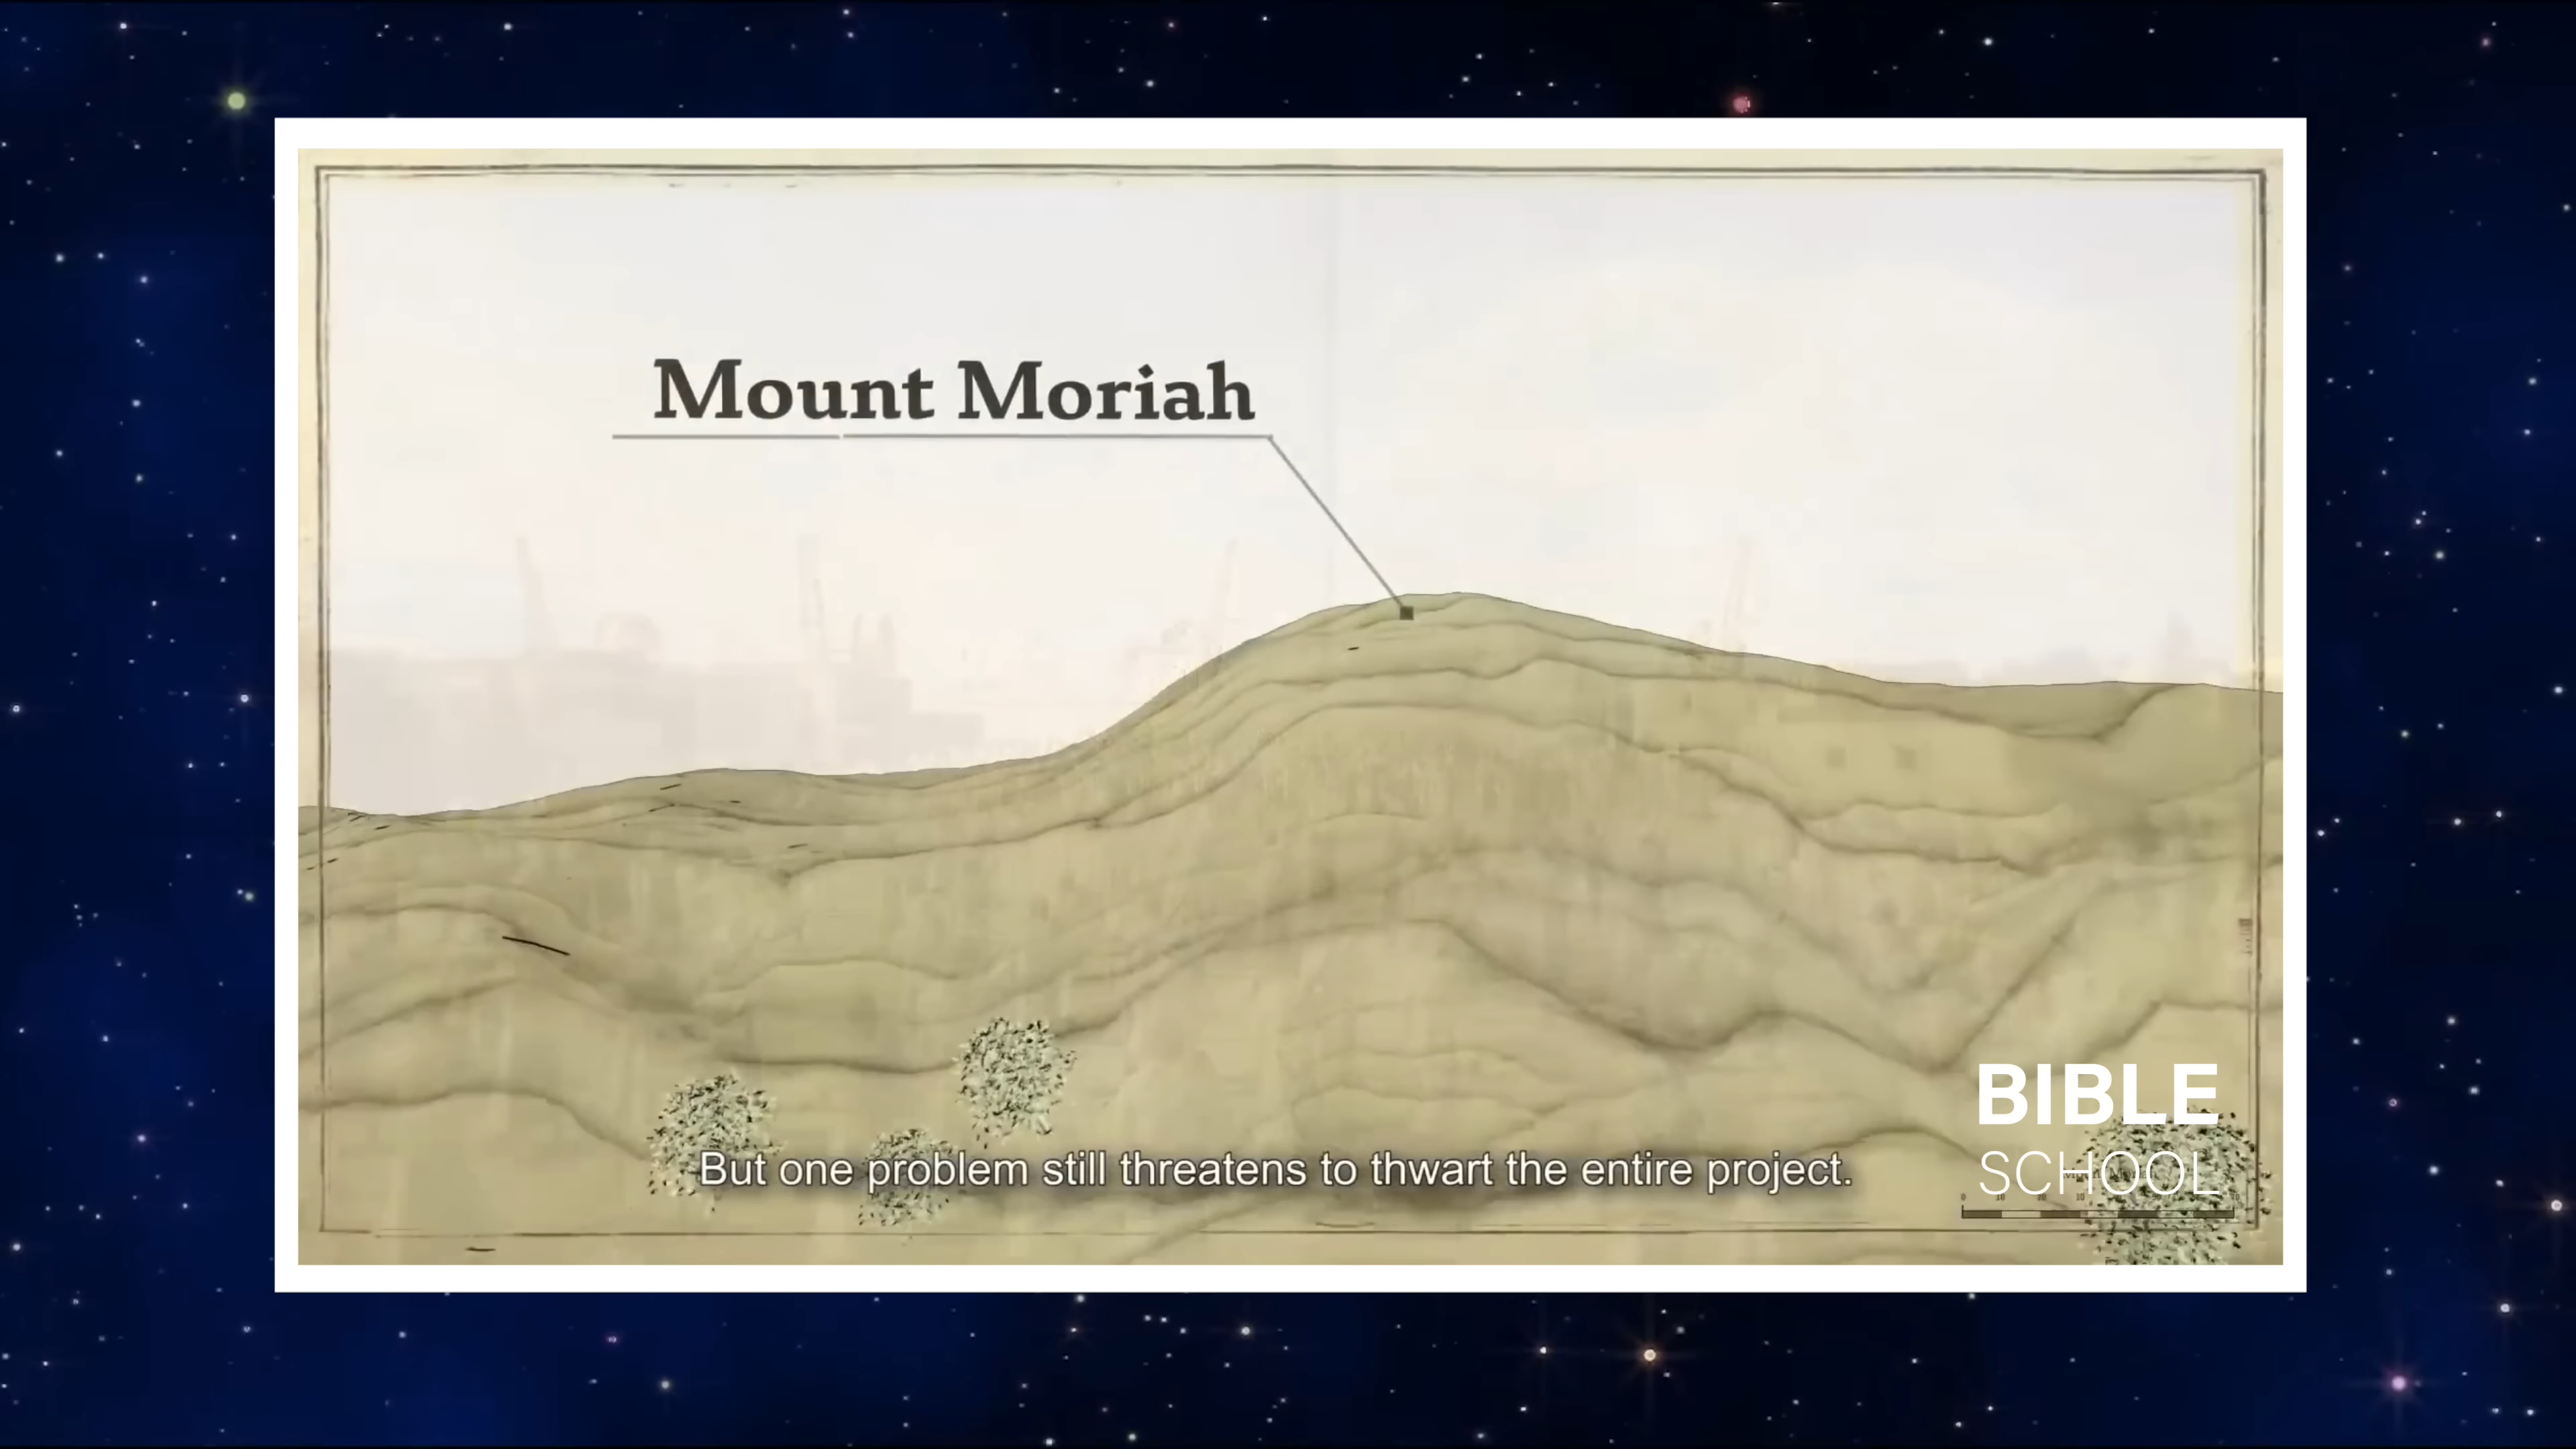 Mount Moriah
But one problem still threatens to thwart the entire project.
BIBLE
SCHOOL